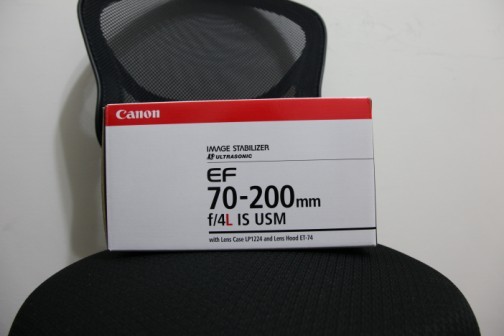 Canon
IMAGE STABILIZER
ULTRASONIC
EF
70-200mm
f/4L IS USM
with Lens Case LP1224 and Lens Hood ET-74